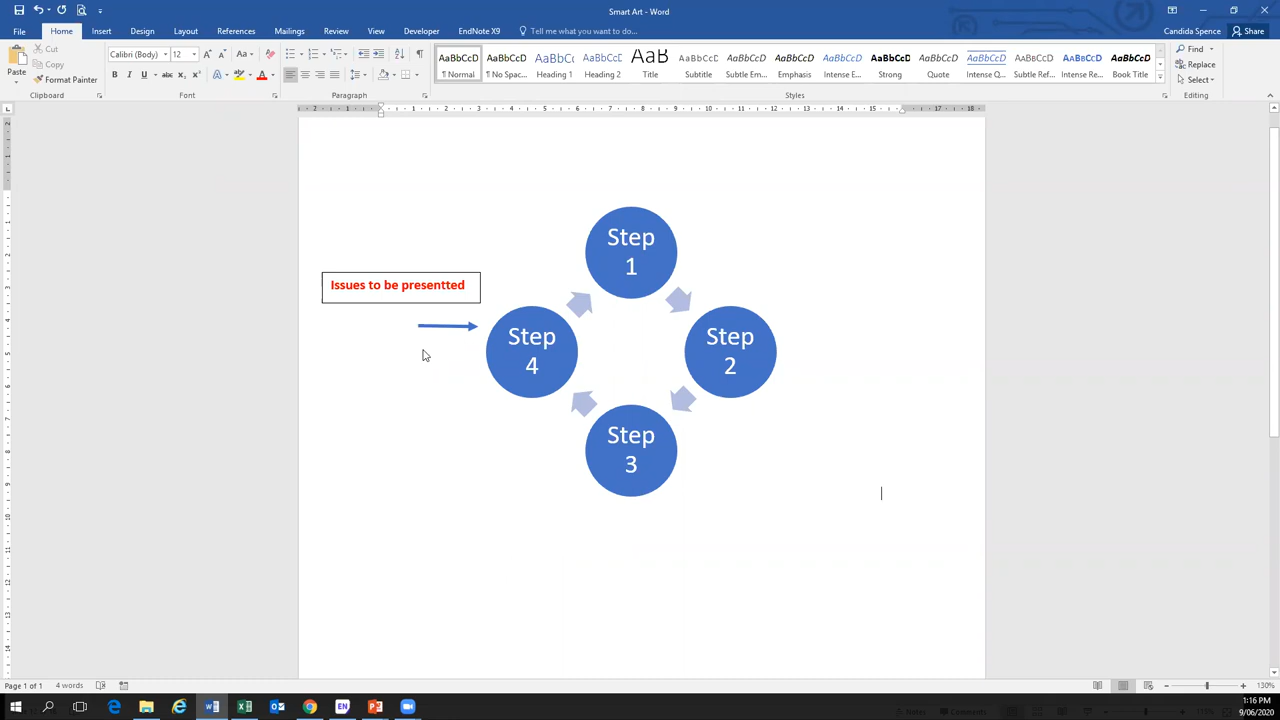 Smart Art - Word
Candida Spence
Share
File
Home
Insert
Design
Layout
References
Mailings
Review
View
Developer
EndNote X9
Tell me what you want to do...
Paste
Cut
Copy
Format Painter
Clipboard
Calibri (Body)
12
Font
Paragraph
AaBbCcD
¶ Normal
AaBbCcD
¶ No Spac...
AaBbC
Heading 1
AaBbCc
Heading 2
AaB
Title
AaBbCcD
Subtitle
AaBbCcD
Subtle Em...
AaBbCcD
Emphasis
AaBbCcD
Intense E...
AaBbCcD
Strong
AaBbCcD
Quote
AaBbCcD
Intense Q...
AaBbCcD
Subtle Ref...
AaBbCcD
Intense Re...
AaBbCcD
Book Title
Styles
Find
Replace
Select
Editing
Issues to be presentted
Step
1
Step
2
Step
3
Step
4
Page 1 of 1
4 words
130%
Notes
Comments
1:16 PM
9/06/2020